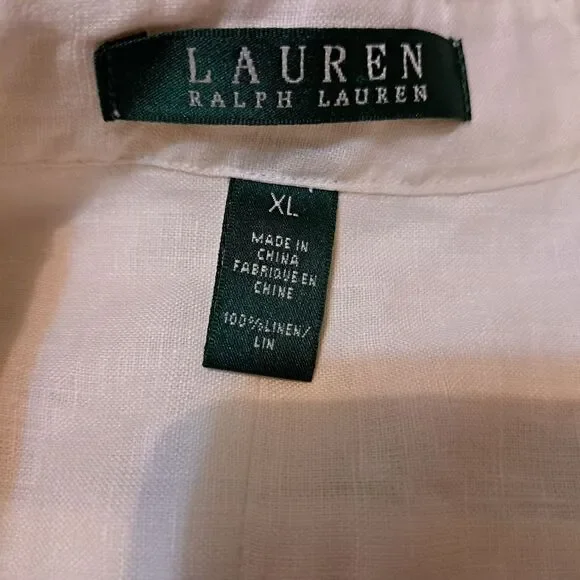 LAUREN
RALPH LAUREN
XL
MADE IN
CHINA
FABRIQUE EN
CHINE
100%LINEN/
LIN